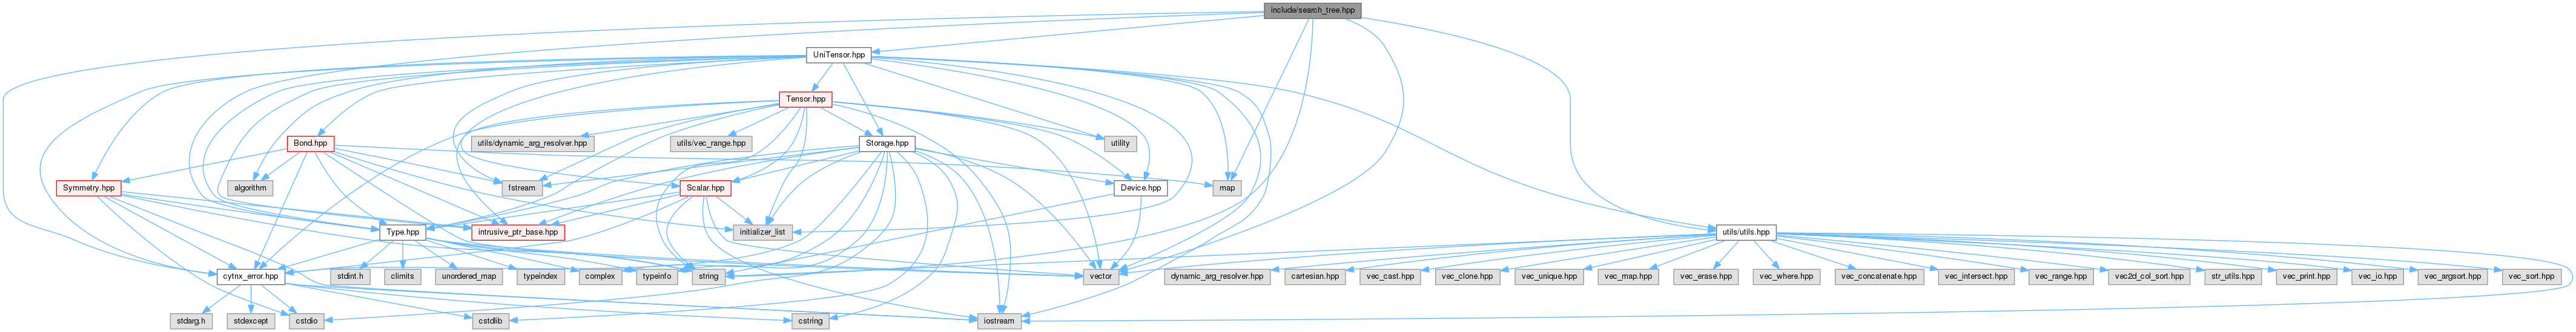 include/search_tree.hpp
UniTensor.hpp
Tensor.hpp
Bond.hpp
utils/dynamic_arg_resolver.hpp
utils/vec_range.hpp
Storage.hpp
utility
Symmetry.hpp
algorithm
fstream
Scalar.hpp
Device.hpp
map
Type.hpp
intrusive_ptr_base.hpp
initializer_list
utils/utils.hpp
cytnx_error.hpp
stdint.h
climits
unordered_map
typeindex
complex
typeinfo
string
vector
dynamic_arg_resolver.hpp
cartesian.hpp
vec_cast.hpp
vec_clone.hpp
vec_unique.hpp
vec_map.hpp
vec_erase.hpp
vec_where.hpp
vec_concatenate.hpp
vec_intersect.hpp
vec_range.hpp
vec2d_col_sort.hpp
str_utils.hpp
vec_print.hpp
vec_io.hpp
vec_argsort.hpp
vec_sort.hpp
stdarg.h
stdexcept
cstdio
cstdlib
cstring
iostream